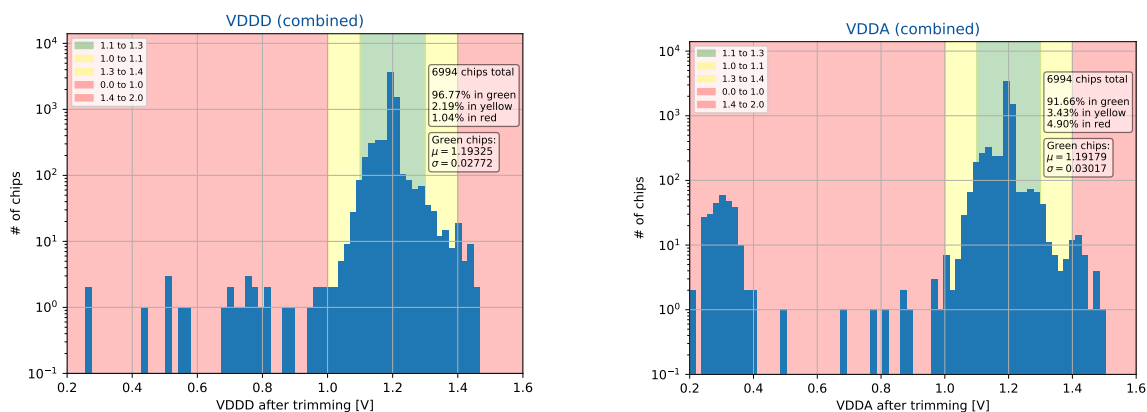 VDDD (combined)
10⁴
10³
10²
10¹
10⁰
10⁻¹
# of chips
1.1 to 1.3
1.0 to 1.1
1.3 to 1.4
0.0 to 1.0
1.4 to 2.0
6994 chips total
96.77% in green
2.19% in yellow
1.04% in red
Green chips:
μ = 1.19325
σ = 0.02772
0.2 0.4 0.6 0.8 1.0 1.2 1.4 1.6
VDDD after trimming [V]
VDDA (combined)
10⁴
10³
10²
10¹
10⁰
10⁻¹
# of chips
1.1 to 1.3
1.0 to 1.1
1.3 to 1.4
0.0 to 1.0
1.4 to 2.0
6994 chips total
91.66% in green
3.43% in yellow
4.90% in red
Green chips:
μ = 1.19179
σ = 0.03017
0.2 0.4 0.6 0.8 1.0 1.2 1.4 1.6
VDDA after trimming [V]